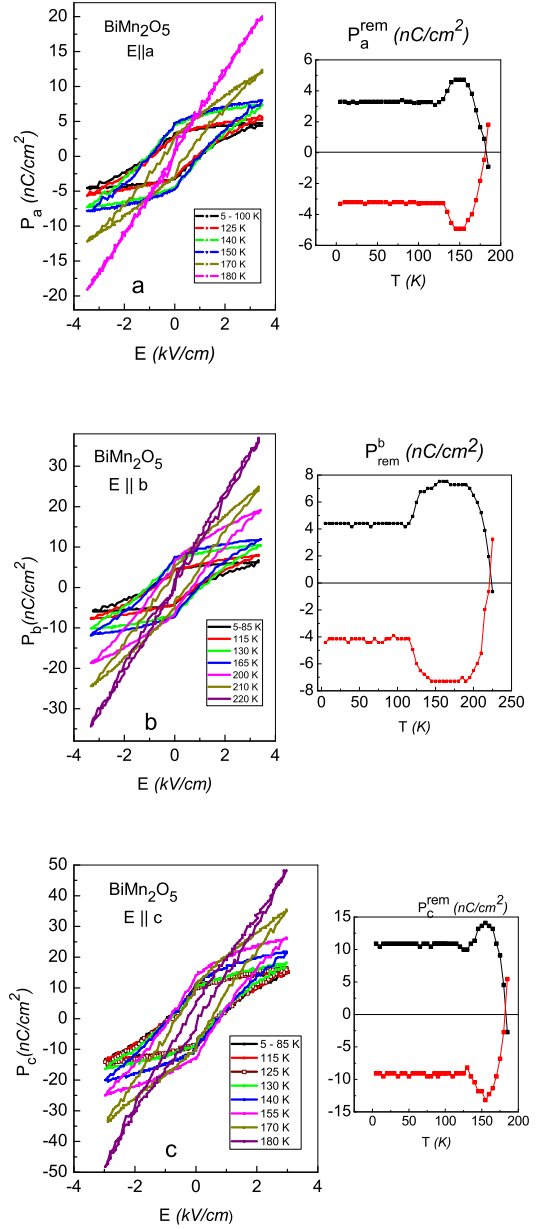 BiMn2O5
E||a
20
15
10
5
0
-5
-10
-15
-20
Pa (nC/cm2)
5 - 100 K
125 K
140 K
150 K
170 K
180 K
a
-4 -2 0 2 4
E (kV/cm)
Pa rem (nC/cm2)
6
4
2
0
-2
-4
-6
0 50 100 150 200
T (K)
BiMn2O5
E || b
30
20
10
0
-10
-20
-30
Pb(nC/cm2)
5-85 K
115 K
130 K
165 K
200 K
210 K
220 K
b
-4 -2 0 2 4
E (kV/cm)
P b rem (nC/cm2)
8
4
0
-4
-8
0 50 100 150 200 250
T (K)
BiMn2O5
E || c
50
40
30
20
10
0
-10
-20
-30
-40
-50
Pc(nC/cm2)
5 - 85 K
115 K
125 K
130 K
140 K
155 K
170 K
180 K
c
-4 -2 0 2 4
E (kV/cm)
Pc rem (nC/cm2)
15
10
5
0
-5
-10
-15
0 50 100 150 200
T (K)